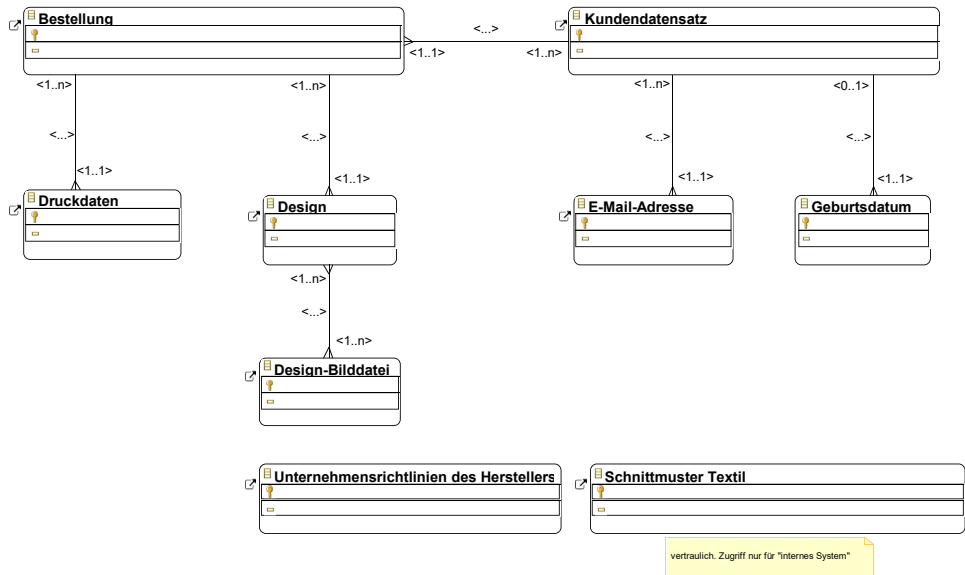 Bestellung
<...>
Kundendatensatz
<1..1>
<1..n>
<1..n>
<1..n>
<1..n>
<0..1>
<...>
<...>
<...>
<...>
<1..1>
<1..1>
<1..1>
<1..1>
Druckdaten
Design
E-Mail-Adresse
Geburtsdatum
<1..n>
<...>
<1..n>
Design-Bilddatei
Unternehmensrichtlinien des Herstellers
Schnittmuster Textil
vertraulich. Zugriff nur für "internes System"